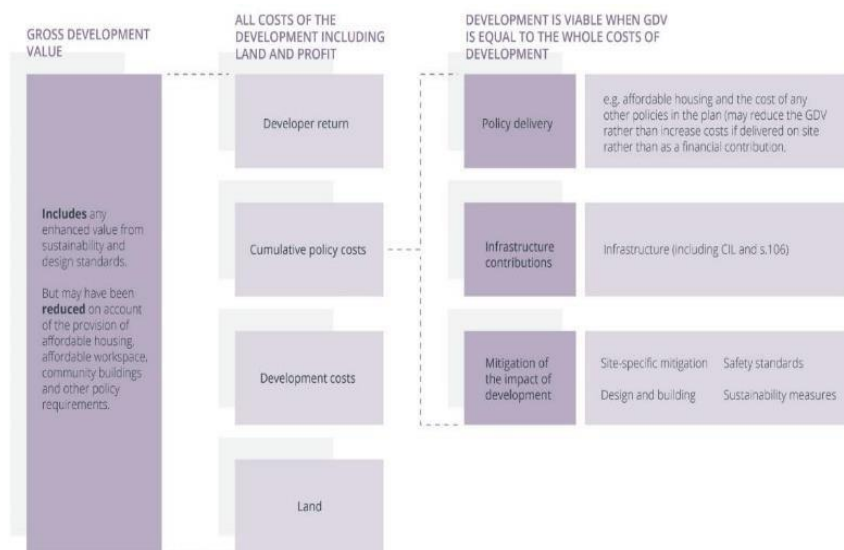 GROSS DEVELOPMENT
VALUE
Includes any
enhanced value from
sustainability and
design standards.
But may have been
reduced on account
of the provision of
affordable housing,
affordable workspace,
community buildings
and other policy
requirements.
ALL COSTS OF THE
DEVELOPMENT INCLUDING
LAND AND PROFIT
Developer return
Cumulative policy costs
Development costs
Land
DEVELOPMENT IS VIABLE WHEN GDV
IS EQUAL TO THE WHOLE COSTS OF
DEVELOPMENT
Policy delivery
e.g. affordable housing and the cost of any
other policies in the plan (may reduce the GDV
rather than increase costs if delivered on site
rather than as a financial contribution.
Infrastructure
contributions
Infrastructure (including CIL and s.106)
Mitigation of
the impact of
development
Site-specific mitigation Safety standards
Design and building Sustainability measures